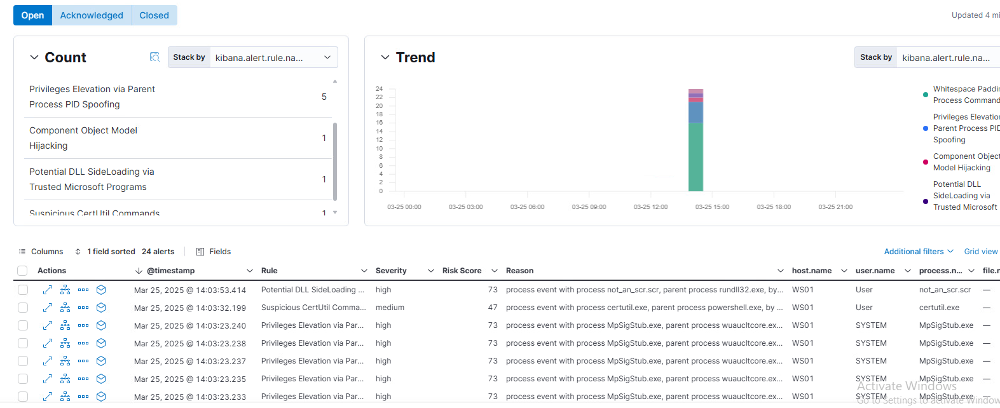 Open Acknowledged Closed
Updated 4 mi
Count
Stack by kibana.alert.rule.na...
Privileges Elevation via Parent
Process PID Spoofing
5
Component Object Model
Hijacking
1
Potential DLL SideLoading via
Trusted Microsoft Programs
1
Suspicious CertUtil Commands
1
Trend
Stack by kibana.alert.rule.na...
24
22
20
18
16
14
12
10
8
6
4
2
0
03-25 00:00 03-25 03:00 03-25 06:00 03-25 09:00 03-25 12:00 03-25 15:00 03-25 18:00 03-25 21:00
Whitespace Paddin
Process Command
Privileges Elevation
Parent Process PID
Spoofing
Component Object
Model Hijacking
Potential DLL
SideLoading via
Trusted Microsoft
Columns 1 field sorted 24 alerts Fields
Additional filters Grid view
Actions @timestamp Rule Severity Risk Score Reason host.name user.name process.n... file.n
Mar 25, 2025 @ 14:03:53.414 Potential DLL SideLoading ... high 73 process event with process not_an_scr.scr, parent process rundll32.exe, by... WS01 User not_an_scr.scr —
Mar 25, 2025 @ 14:03:32.199 Suspicious CertUtil Comma... medium 47 process event with process certutil.exe, parent process powershell.exe, by ... WS01 User certutil.exe —
Mar 25, 2025 @ 14:03:23.240 Privileges Elevation via Par... high 73 process event with process MpSigStub.exe, parent process wuaucltcore.ex... WS01 SYSTEM MpSigStub.exe —
Mar 25, 2025 @ 14:03:23.238 Privileges Elevation via Par... high 73 process event with process MpSigStub.exe, parent process wuaucltcore.ex... WS01 SYSTEM MpSigStub.exe —
Mar 25, 2025 @ 14:03:23.237 Privileges Elevation via Par... high 73 process event with process MpSigStub.exe, parent process wuaucltcore.ex... WS01 SYSTEM MpSigStub.exe —
Mar 25, 2025 @ 14:03:23.235 Privileges Elevation via Par... high 73 process event with process MpSigStub.exe, parent process wuaucltcore.ex... WS01 SYSTEM MpSigStub.exe —
Mar 25, 2025 @ 14:03:23.233 Privileges Elevation via Par... high 73 process event with process MpSigStub.exe, parent process wuaucltcore.ex... WS01 SYSTEM MpSigStub.exe —
Activate Windows
Go to Settings to activate Window